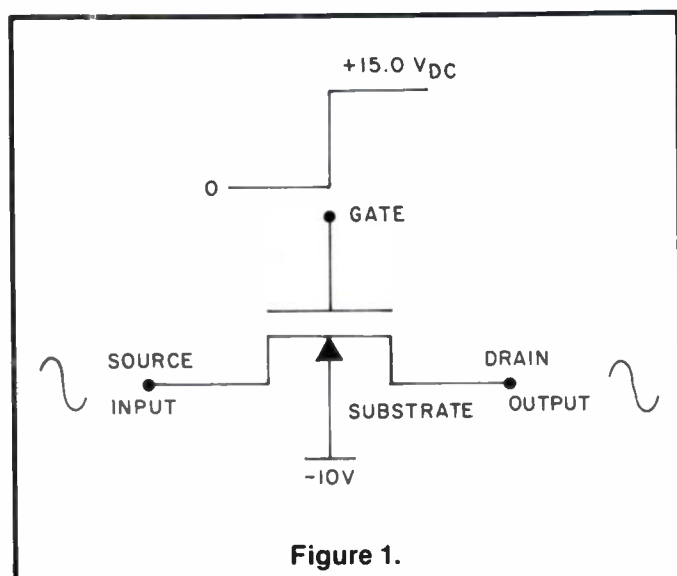 +15.0 VDC
0
GATE
SOURCE
DRAIN
INPUT
SUBSTRATE
OUTPUT
-10V
Figure 1.